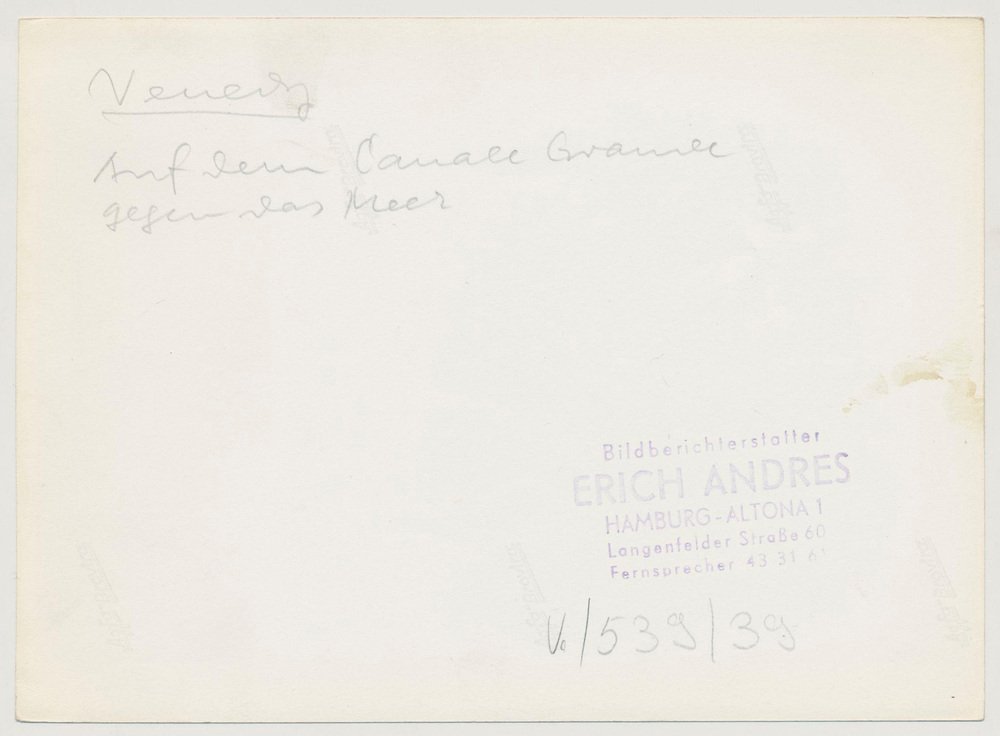 Venedig
Auf dem Canale Grande
gegen das Meer
Bildberichterstatter
ERICH ANDRES
HAMBURG-ALTONA 1
Langenfelder Straße 60
Fernsprecher 43 31 61
V./539/39